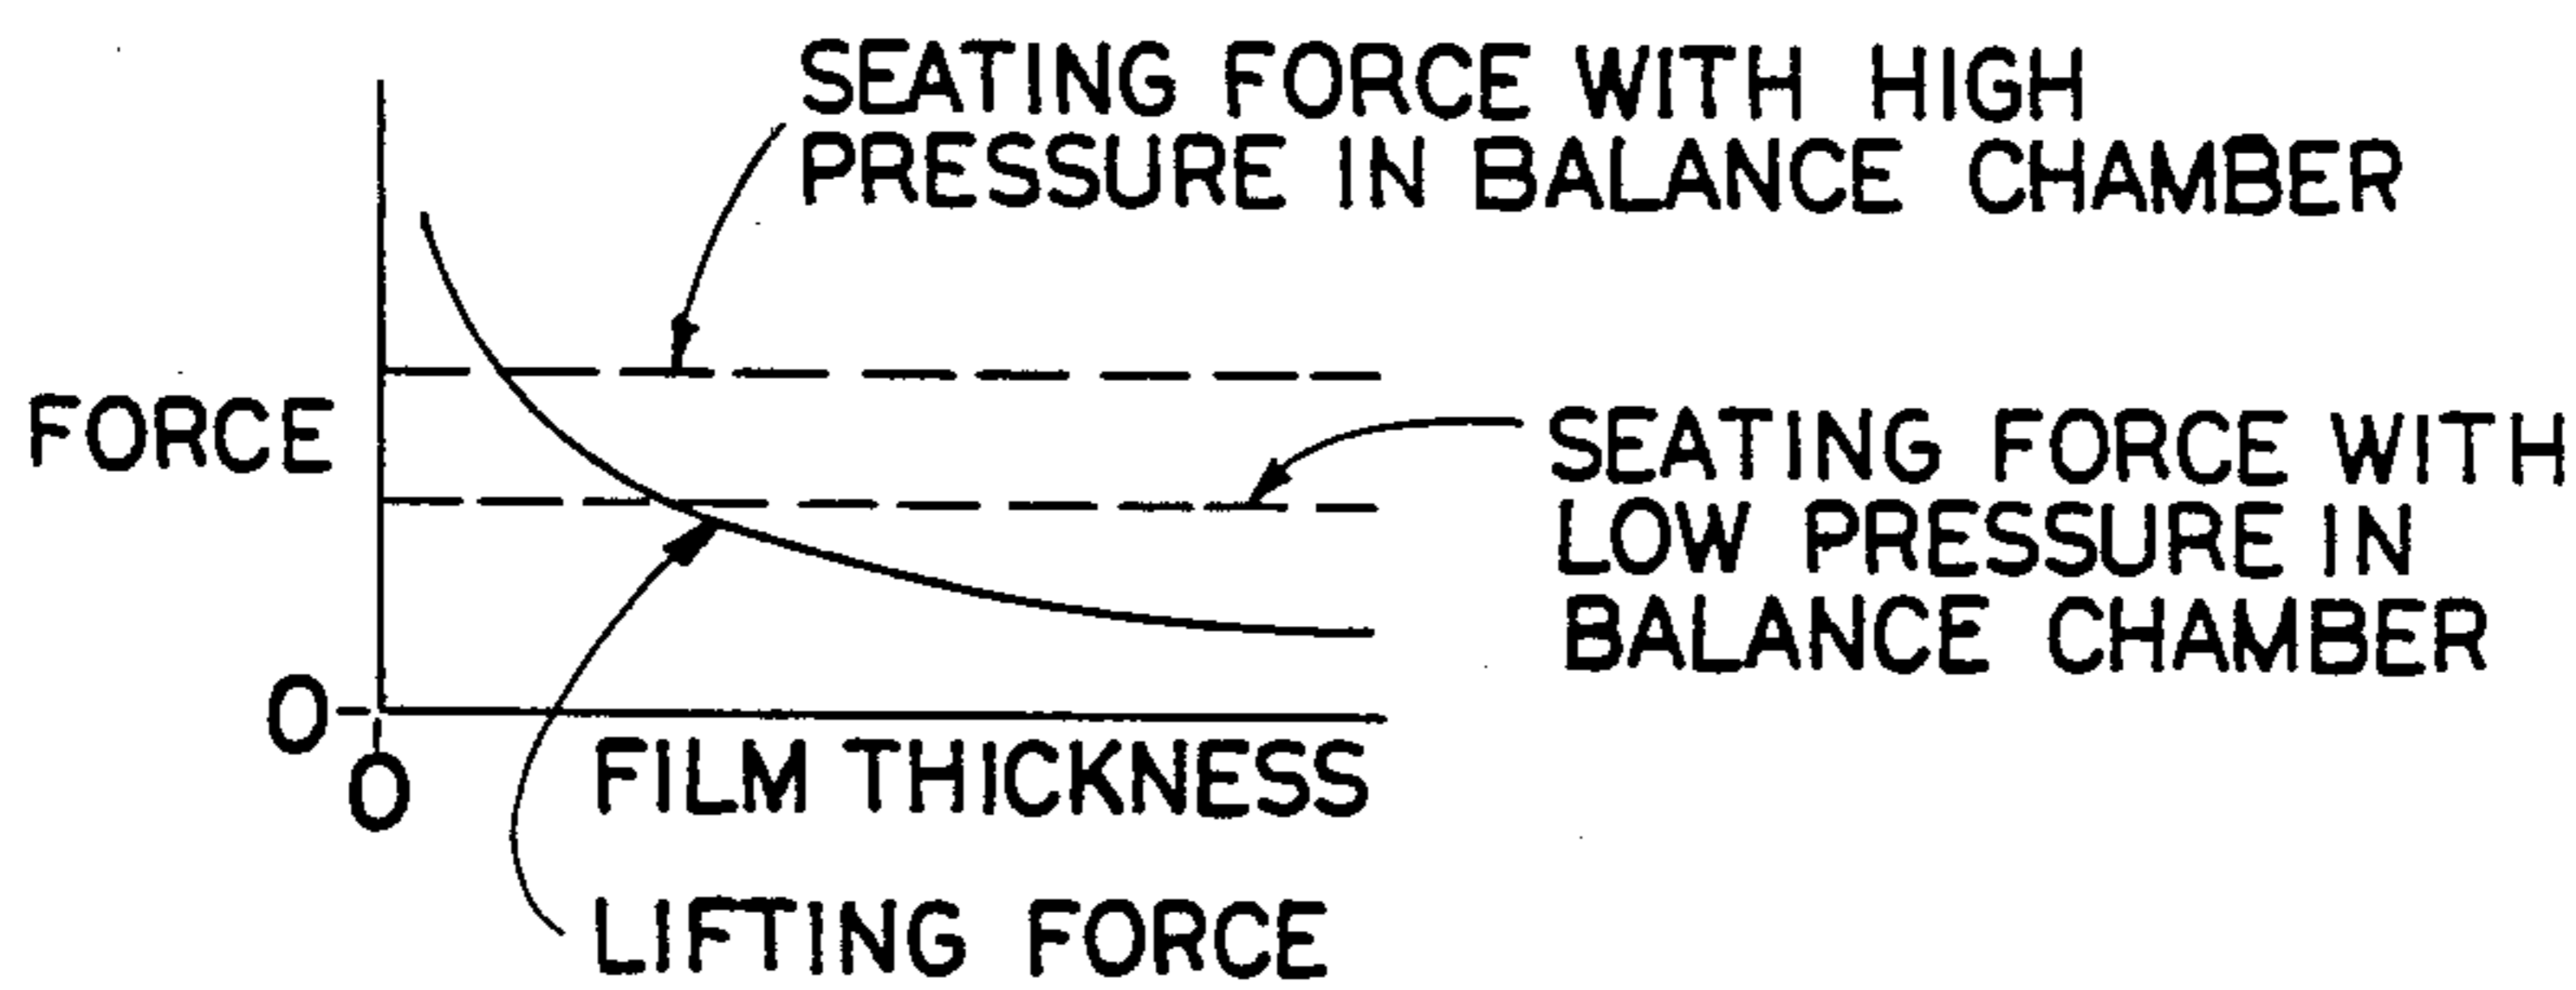 SEATING FORCE WITH HIGH
PRESSURE IN BALANCE CHAMBER
FORCE
SEATING FORCE WITH
LOW PRESSURE IN
BALANCE CHAMBER
0
0
FILM THICKNESS
LIFTING FORCE